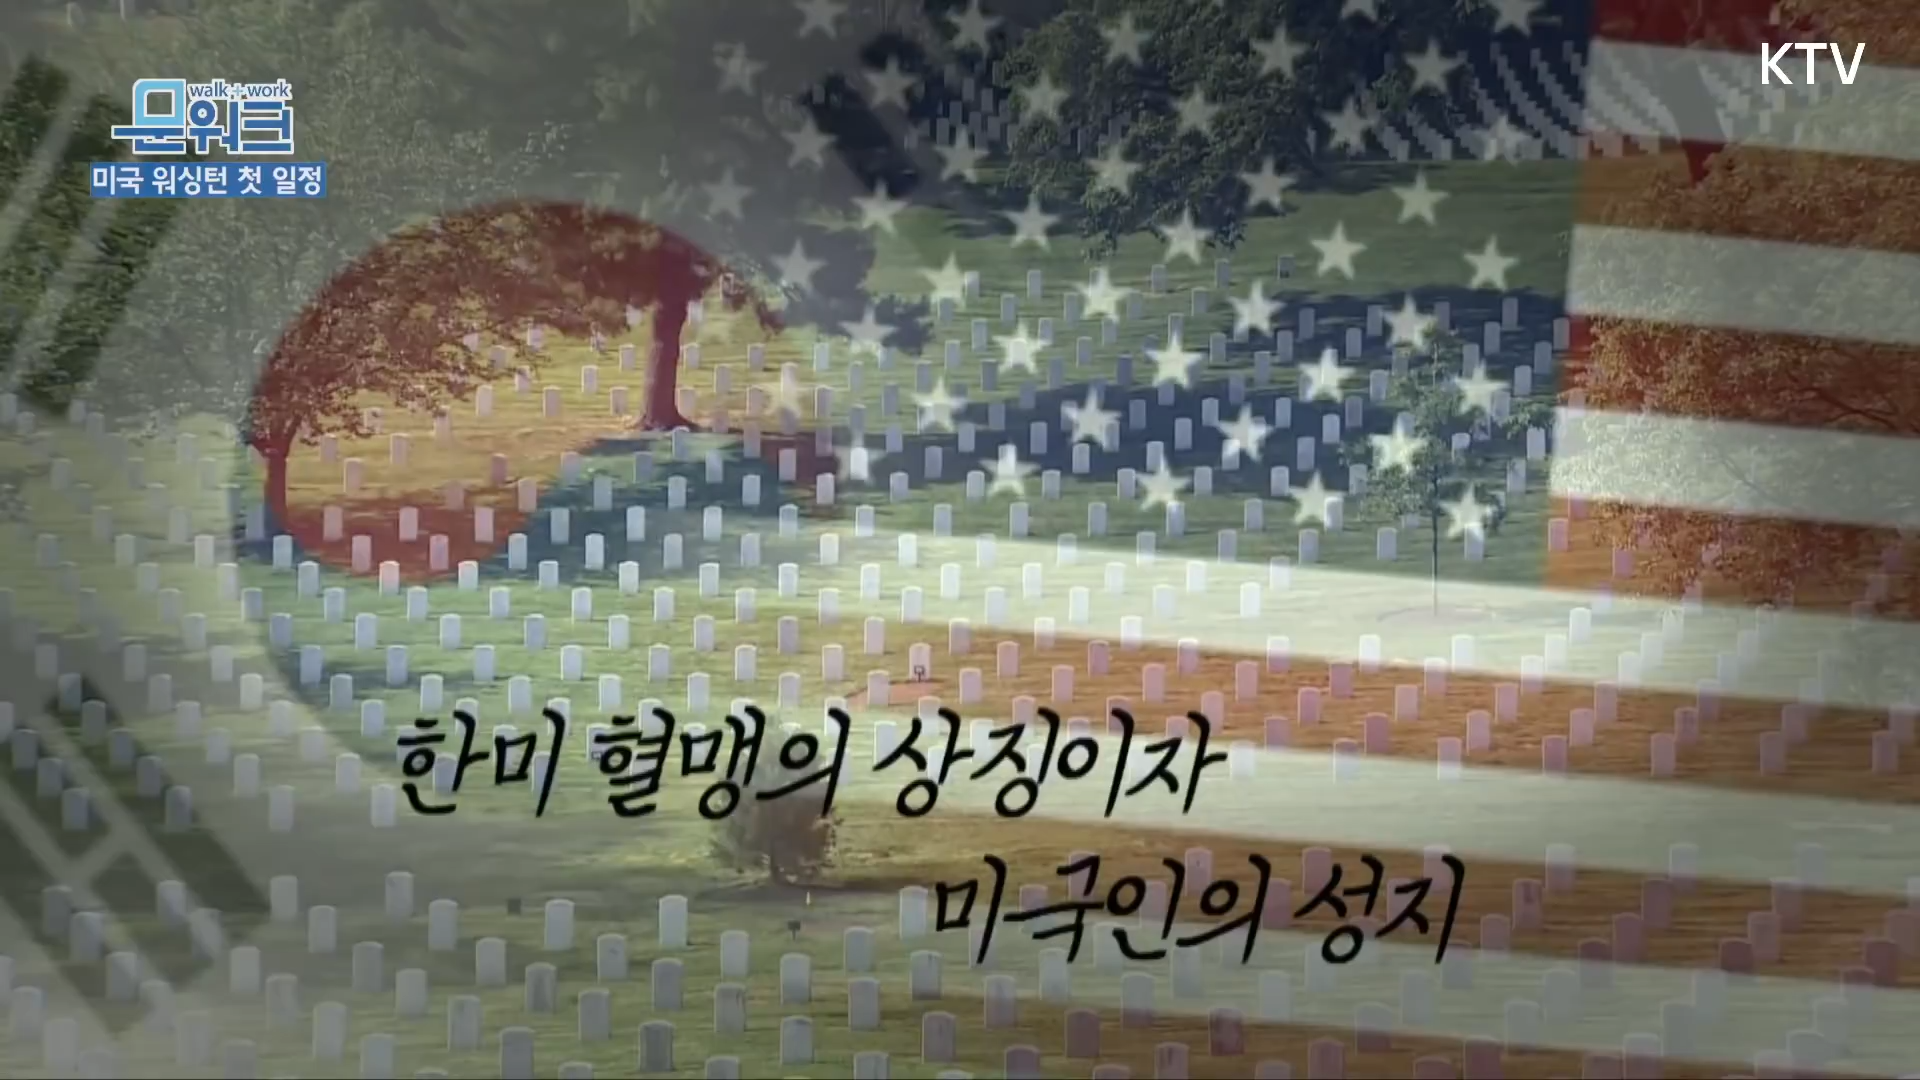 KTV
walk+work
문워크
미국 워싱턴 첫 일정
한미 혈맹의 상징이자
미국인의 성지